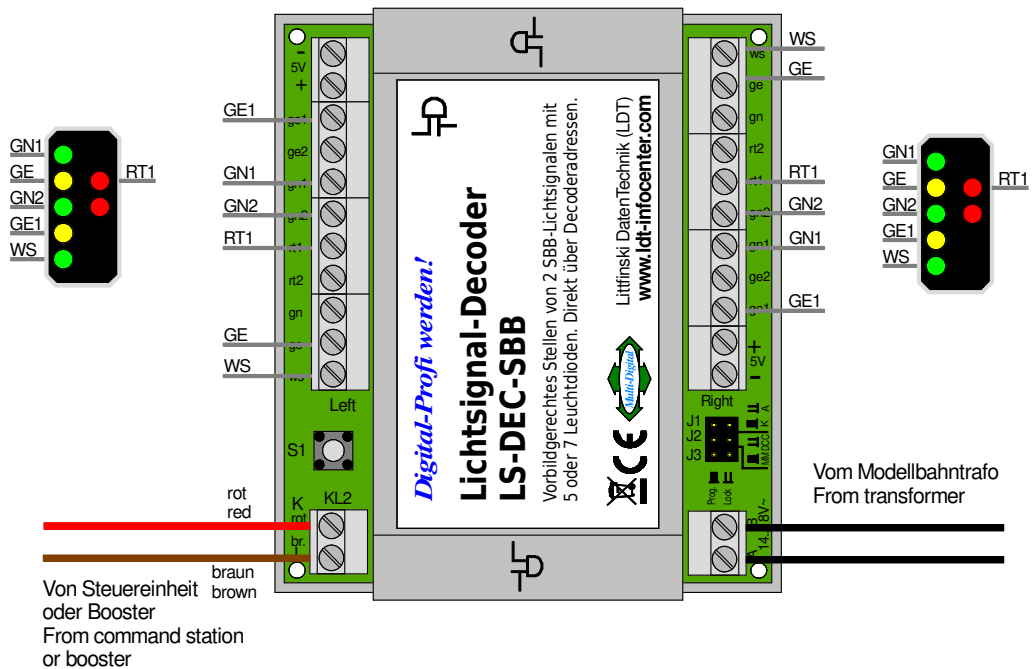 GN1
GE
GN2
GE1
WS
RT1
GE1
GN1
GN2
RT1
GE
WS
-
5V
+
ge1
ge2
gn1
gn2
rt1
rt2
gn
ge
ws
Left
S1
K
KL2
rot
br.
rot
red
braun
brown
Von Steuereinheit
oder Booster
From command station
or booster
Digital-Profi werden!
Lichtsignal-Decoder
LS-DEC-SBB
Vorbildgerechtes Stellen von 2 SBB-Lichtsignalen mit
5 oder 7 Leuchtdioden. Direkt über Decoderadressen.
Multi-Digital
CE
Littfinski DatenTechnik (LDT)
www.ldt-infocenter.com
ws
ge
gn
rt2
rt1
gn2
gn1
ge2
ge1
+
5V
-
Right
J1
J2
J3
A
K
DCC
MM
Prog.
Lock
B
A
WS
GE
RT1
GN2
GN1
GE1
GN1
GE
GN2
GE1
WS
RT1
Vom Modellbahntrafo
From transformer